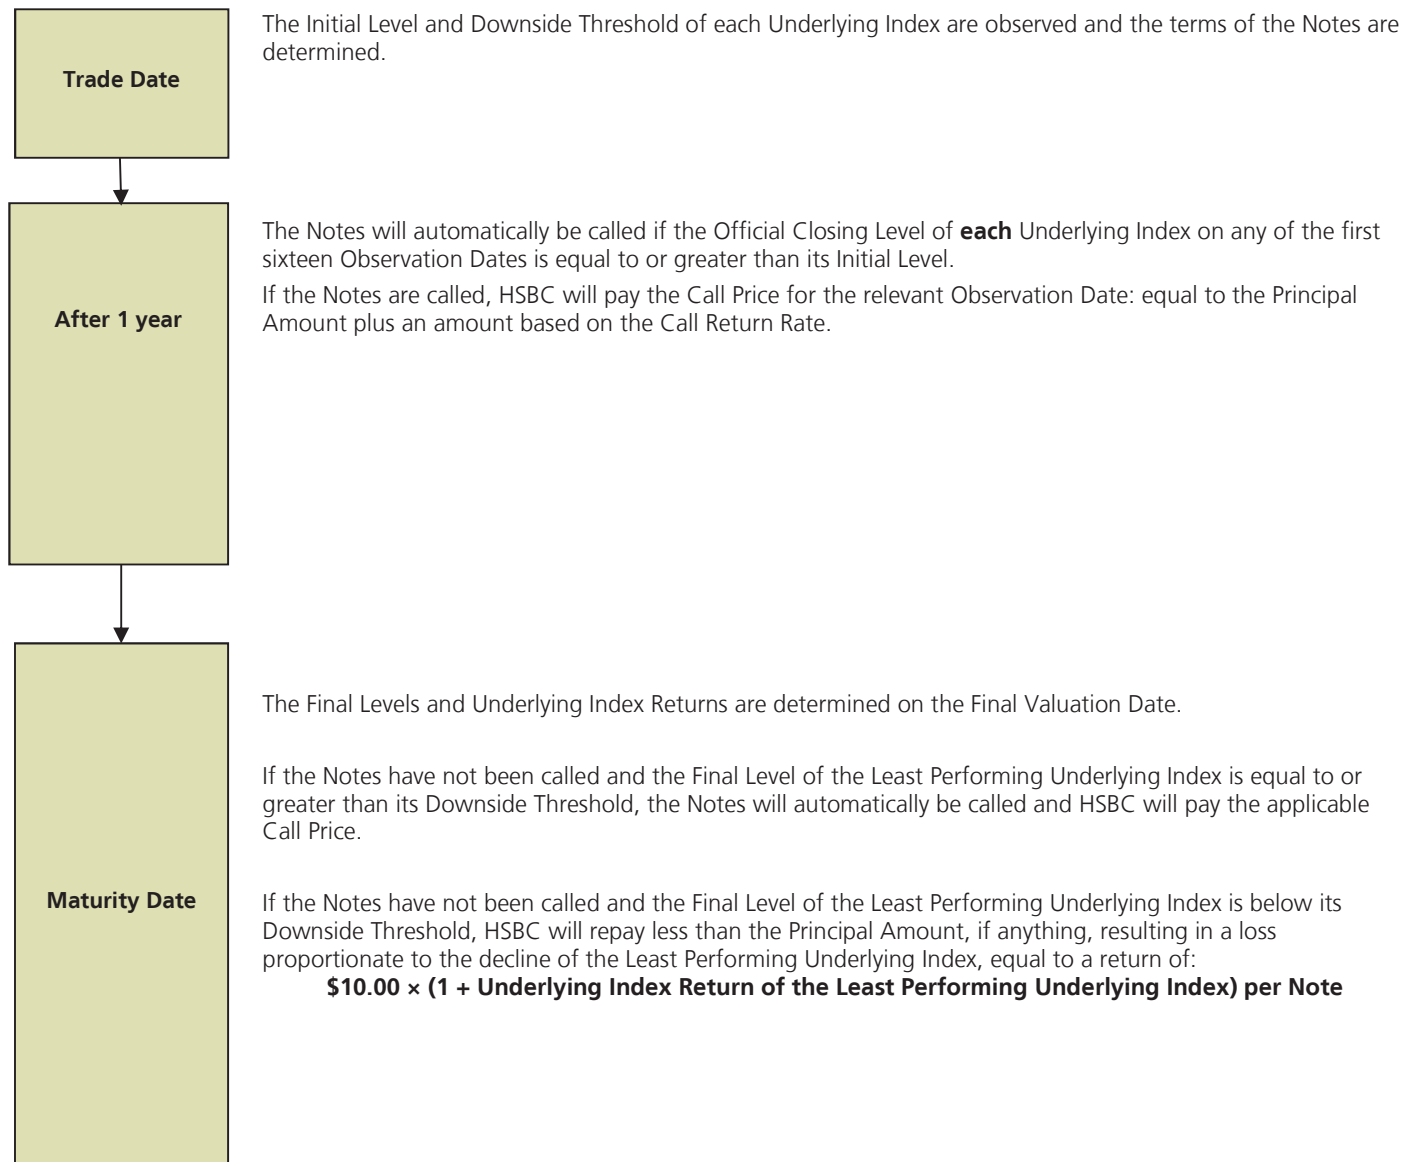 Trade Date
The Initial Level and Downside Threshold of each Underlying Index are observed and the terms of the Notes are
determined.
After 1 year
The Notes will automatically be called if the Official Closing Level of each Underlying Index on any of the first
sixteen Observation Dates is equal to or greater than its Initial Level.
If the Notes are called, HSBC will pay the Call Price for the relevant Observation Date: equal to the Principal
Amount plus an amount based on the Call Return Rate.
Maturity Date
The Final Levels and Underlying Index Returns are determined on the Final Valuation Date.
If the Notes have not been called and the Final Level of the Least Performing Underlying Index is equal to or
greater than its Downside Threshold, the Notes will automatically be called and HSBC will pay the applicable
Call Price.
If the Notes have not been called and the Final Level of the Least Performing Underlying Index is below its
Downside Threshold, HSBC will repay less than the Principal Amount, if anything, resulting in a loss
proportionate to the decline of the Least Performing Underlying Index, equal to a return of:
$10.00 × (1 + Underlying Index Return of the Least Performing Underlying Index) per Note